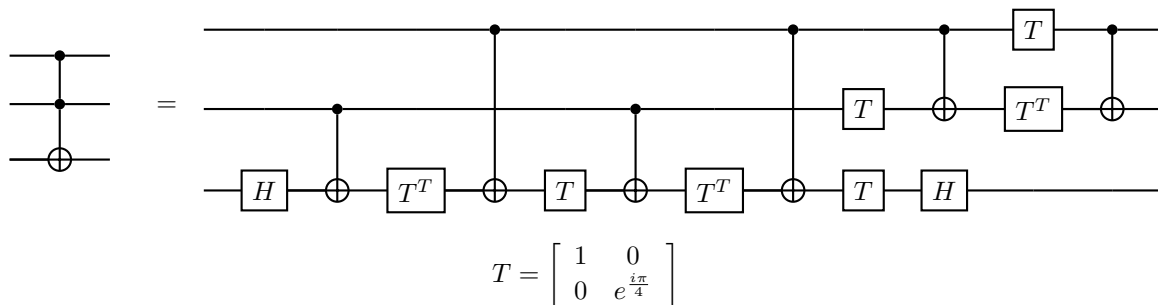 T
=
T T T^T
H T^T T T^T T H
T = [ 1 0
0 e^{iπ/4} ]